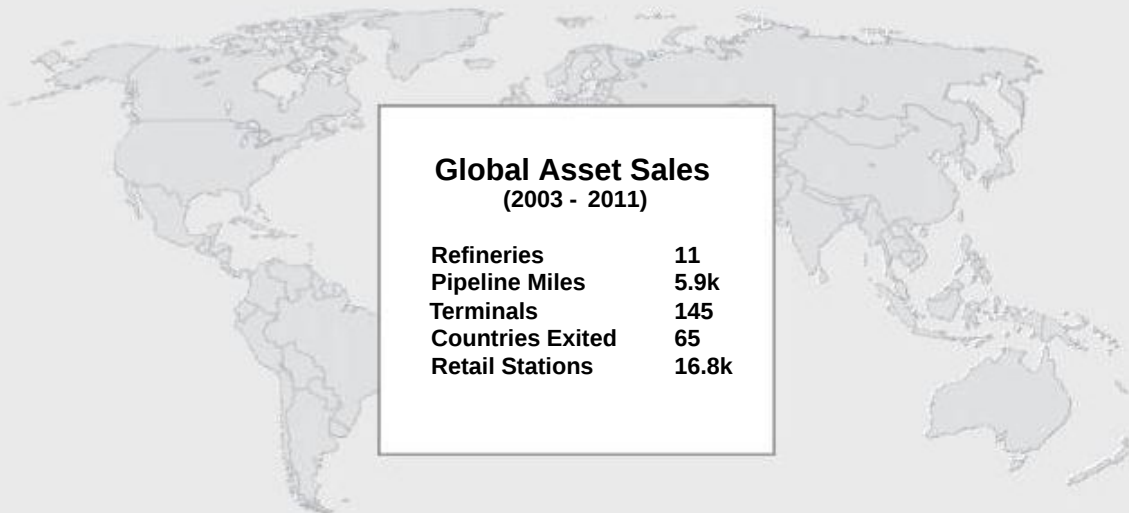 Global Asset Sales
(2003 - 2011)
Refineries 11
Pipeline Miles 5.9k
Terminals 145
Countries Exited 65
Retail Stations 16.8k